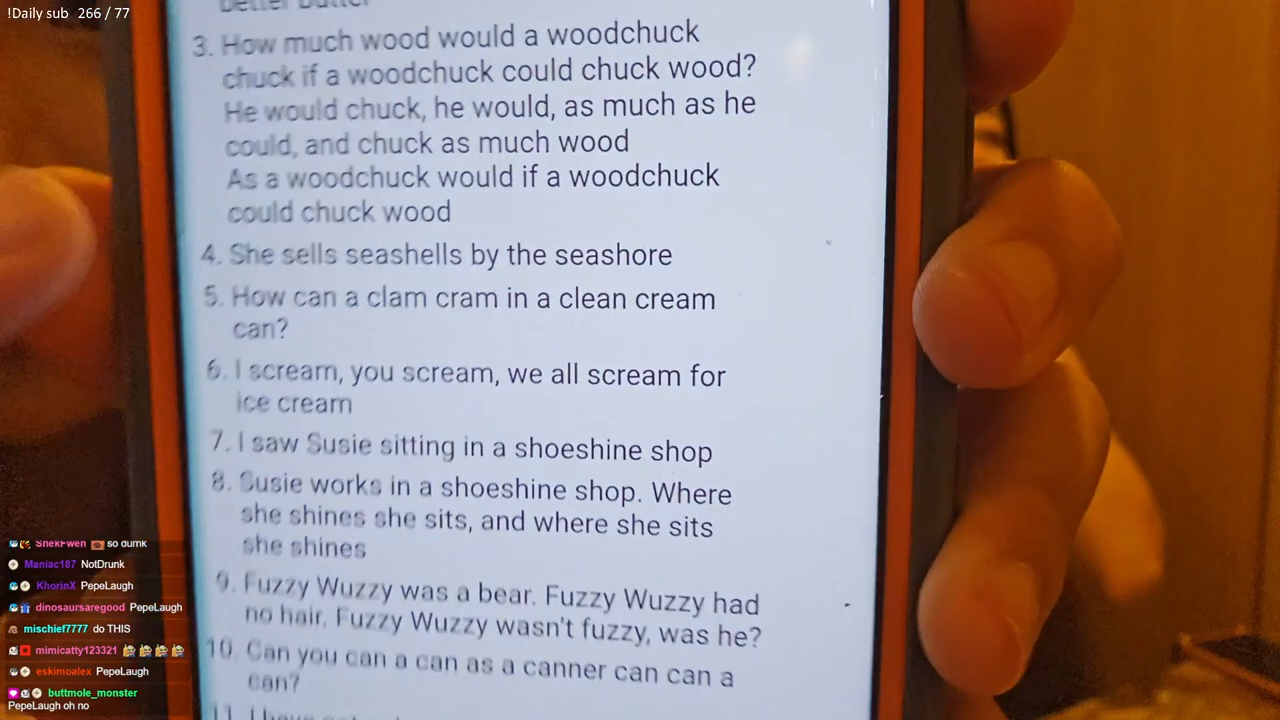 !Daily sub 266 / 77
Better Butter
3. How much wood would a woodchuck
chuck if a woodchuck could chuck wood?
He would chuck, he would, as much as he
could, and chuck as much wood
As a woodchuck would if a woodchuck
could chuck wood
4. She sells seashells by the seashore
5. How can a clam cram in a clean cream
can?
6. I scream, you scream, we all scream for
ice cream
7. I saw Susie sitting in a shoeshine shop
8. Susie works in a shoeshine shop. Where
she shines she sits, and where she sits
she shines
9. Fuzzy Wuzzy was a bear. Fuzzy Wuzzy had
no hair. Fuzzy Wuzzy wasn't fuzzy, was he?
10. Can you can a can as a canner can can a
can?
SnekFwen so dumk
Maniac187 NotDrunk
KhorinX PepeLaugh
dinosaursaregood PepeLaugh
mischief7777 do THIS
mimicatty123321
eskimoalex PepeLaugh
buttmole_monster
PepeLaugh oh no